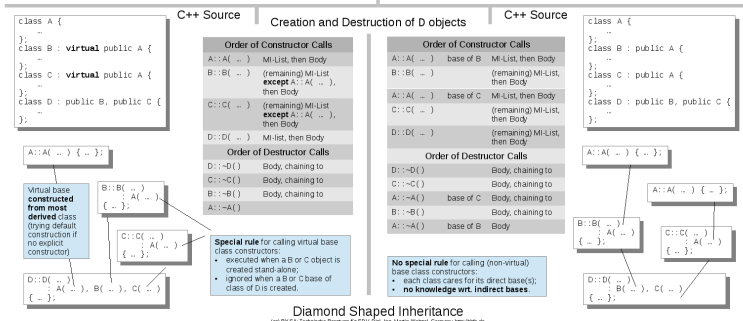 C++ Source
Creation and Destruction of D objects
C++ Source
class A {
…
};
class B : virtual public A {
…
};
class C : virtual public A {
…
};
class D : public B, public C {
…
};
A::A( … ) { … };
Virtual base
constructed
from most
derived class
(trying default
construction if
no explicit
constructor)
B::B( … )
: A( … )
{ … };
C::C( … )
: A( … )
{ … };
D::D( … )
: A( … ), B( … ), C( … )
{ … };
Order of Constructor Calls
A::A( … ) MI-List, then Body
B::B( … ) (remaining) MI-List
except A::A( … ),
then Body
C::C( … ) (remaining) MI-List
except A::A( … ),
then Body
D::D( … ) MI-list, then Body
Order of Destructor Calls
D::~D() Body, chaining to
C::~C() Body, chaining to
B::~B() Body, chaining to
A::~A()
Special rule for calling virtual base
class constructors:
• executed when a B or C object is
created stand-alone;
• ignored when a B or C base of
class of D is created.
Order of Constructor Calls
A::A( … ) base of B MI-List, then Body
B::B( … ) (remaining) MI-List,
then Body
A::A( … ) base of C MI-List, then Body
C::C( … ) (remaining) MI-List,
then Body
D::D( … ) (remaining) MI-List,
then Body
Order of Destructor Calls
D::~D() Body, chaining to
C::~C() Body, chaining to
A::~A() base of C Body, chaining to
B::~B() Body, chaining to
A::~A() base of B Body
No special rule for calling (non-virtual)
base class constructors:
• each class cares for its direct base(s);
• no knowledge wrt. indirect bases.
class A {
…
};
class B : public A {
…
};
class C : public A {
…
};
class D : public B, public C {
…
};
A::A( … ) { … };
A::A( … ) { … };
B::B( … )
: A( … )
{ … };
C::C( … )
: A( … )
{ … };
D::D( … )
: B( … ), C( … )
{ … };
Diamond Shaped Inheritance